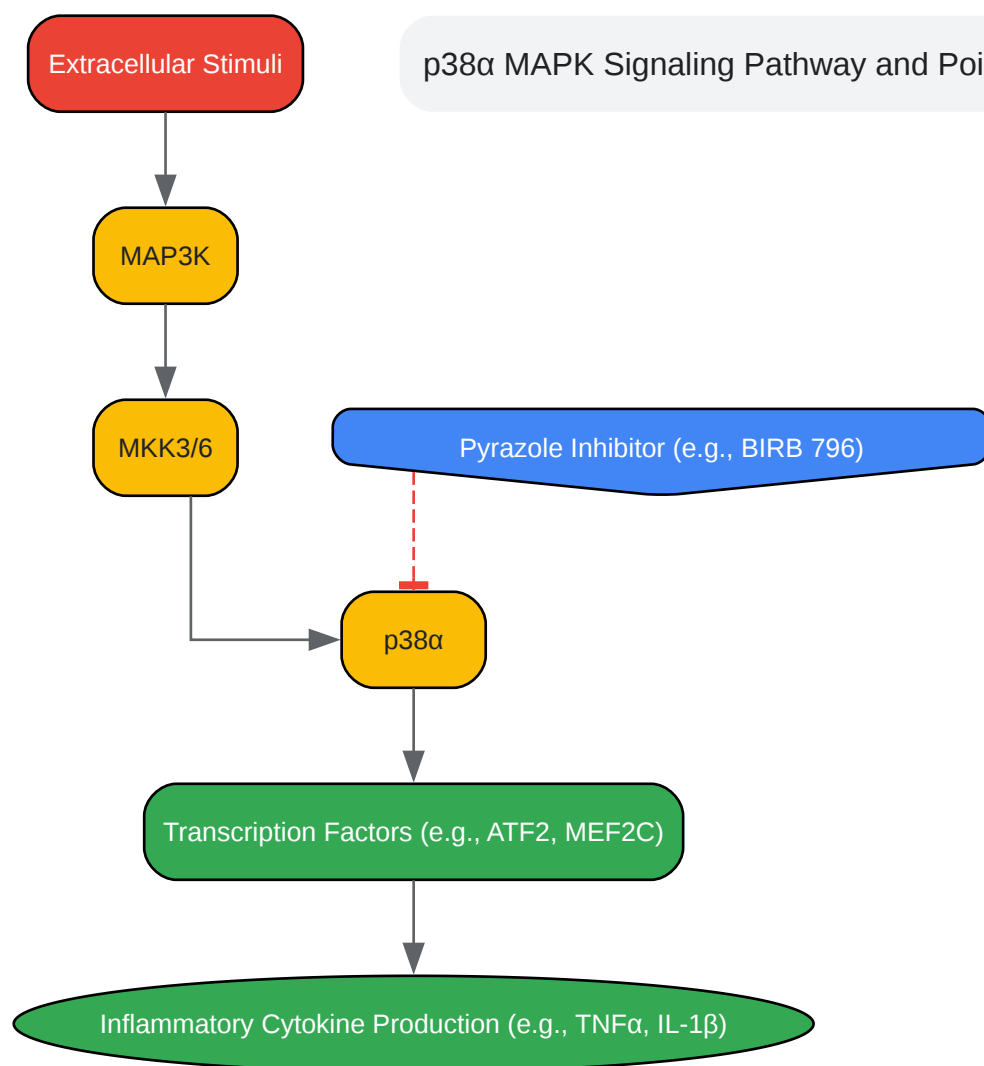 Extracellular Stimuli
p38α MAPK Signaling Pathway and Poi
MAP3K
MKK3/6
Pyrazole Inhibitor (e.g., BIRB 796)
p38α
Transcription Factors (e.g., ATF2, MEF2C)
Inflammatory Cytokine Production (e.g., TNFα, IL-1β)